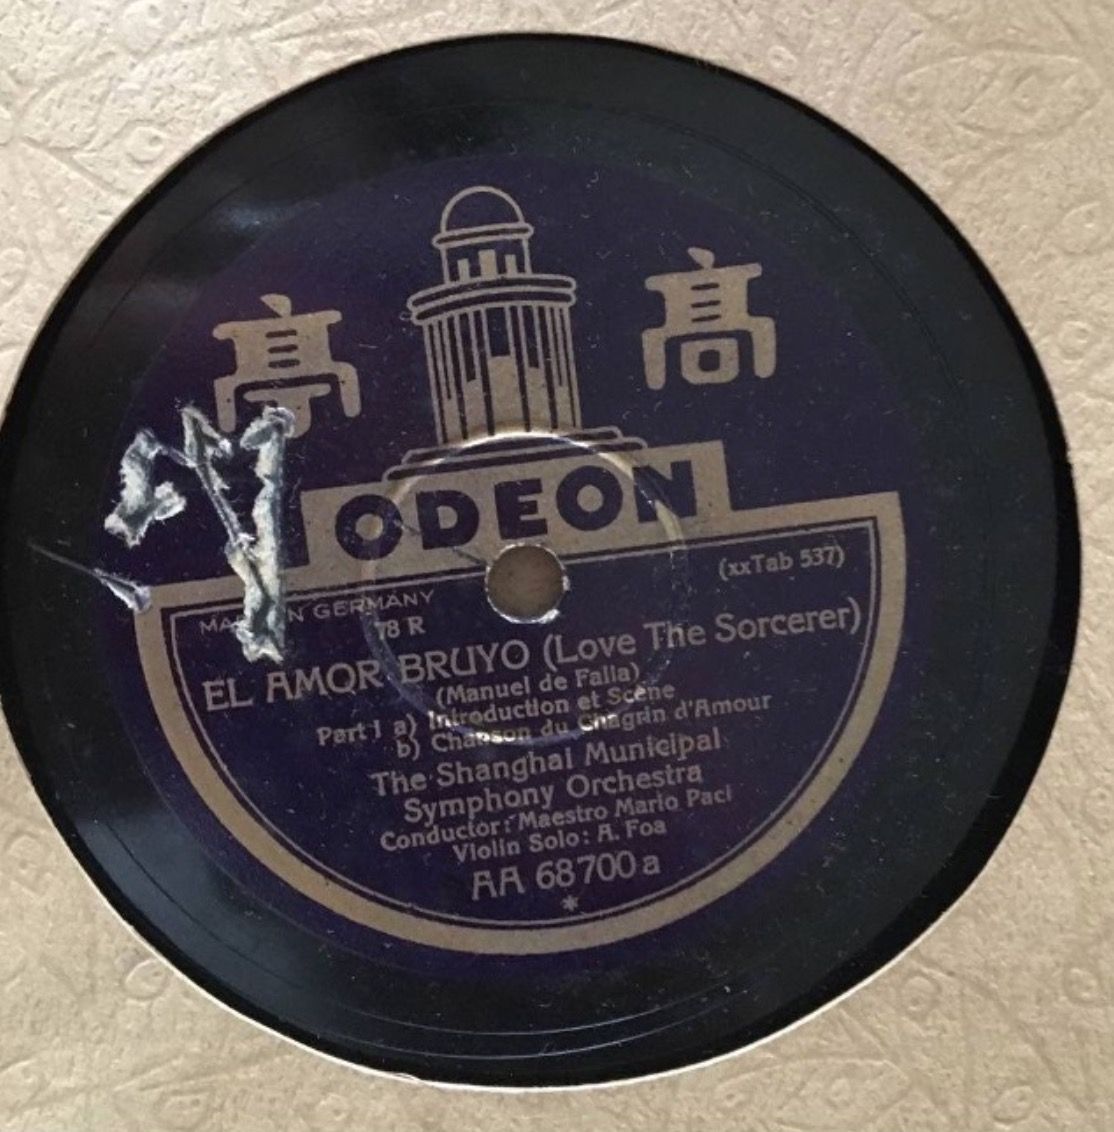 高亭
ODEON
(xxTab 537)
MADE IN GERMANY
78 R
EL AMOR BRUYO (Love The Sorcerer)
(Manuel de Falla)
Part I a) Introduction et Scène
b) Chanson du Chagrin d'Amour
The Shanghai Municipal
Symphony Orchestra
Conductor: Maestro Mario Paci
Violin Solo: A. Foa
AA 68700 a
*